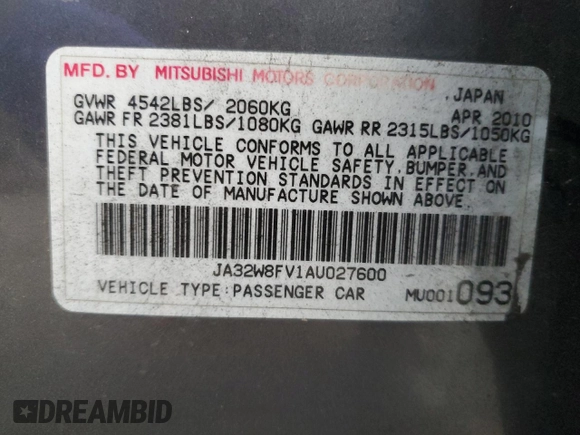 MFD. BY MITSUBISHI MOTORS CORPORATION
. JAPAN
GVWR 4542LBS/ 2060KG APR 2010
GAWR FR 2381LBS/1080KG GAWR RR 2315LBS/1050KG
THIS VEHICLE CONFORMS TO ALL APPLICABLE
FEDERAL MOTOR VEHICLE SAFETY, BUMPER, AND
THEFT PREVENTION STANDARDS IN EFFECT ON
THE DATE OF MANUFACTURE SHOWN ABOVE.
JA32W8FV1AU027600
VEHICLE TYPE:PASSENGER CAR MU001093
DREAMBID